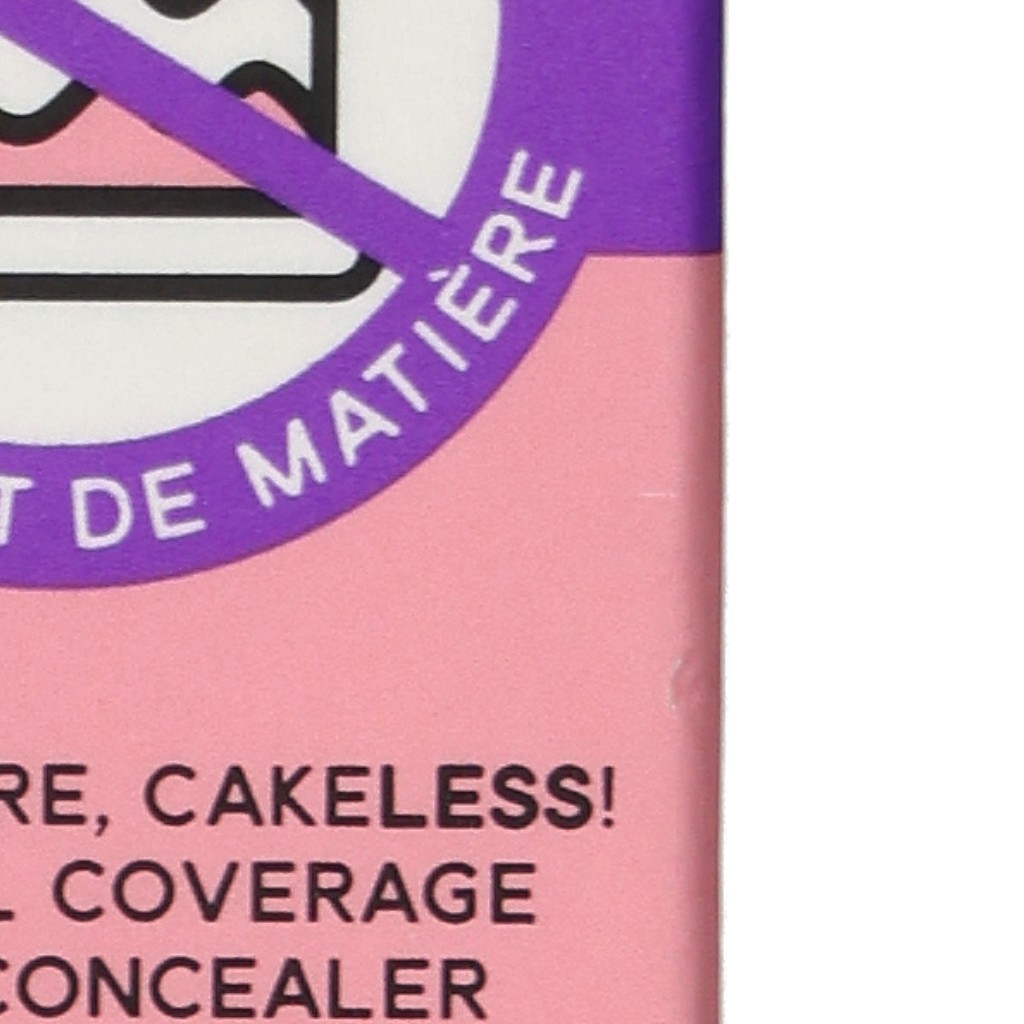 T DE MATIÈRE
RE, CAKELESS!
L COVERAGE
CONCEALER